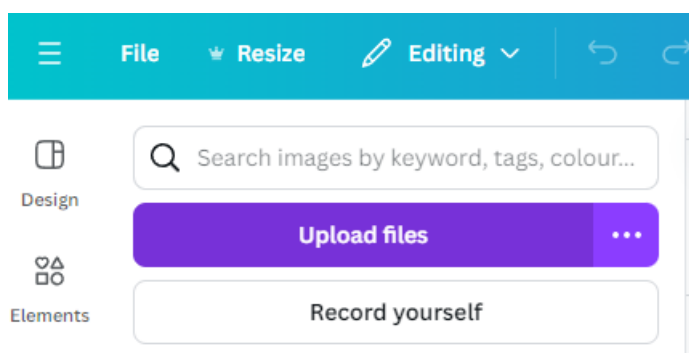 File Resize Editing
Search images by keyword, tags, colour...
Design
Upload files
Elements
Record yourself